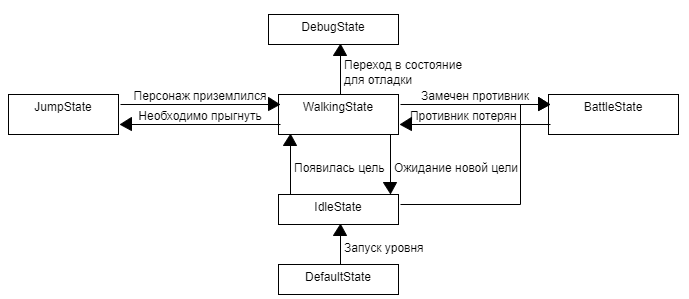 DebugState
Переход в состояние
для отладки
Персонаж приземлился
Замечен противник
JumpState
WalkingState
BattleState
Необходимо прыгнуть
Противник потерян
Появилась цель
Ожидание новой цели
IdleState
Запуск уровня
DefaultState